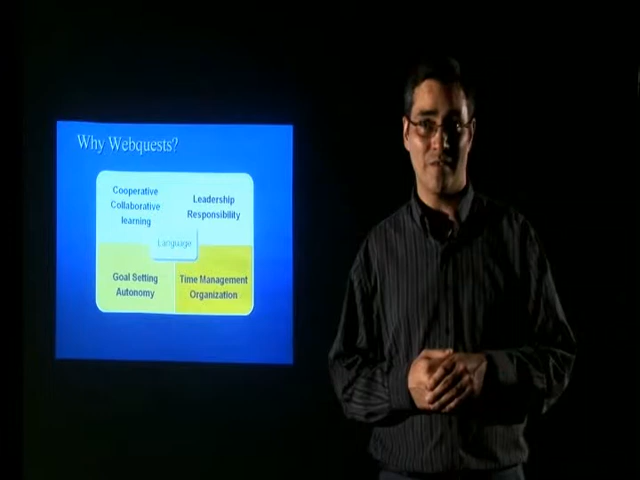 Why Webquests?
Cooperative
Collaborative
learning
Leadership
Responsibility
Language
Goal Setting
Autonomy
Time Management
Organization